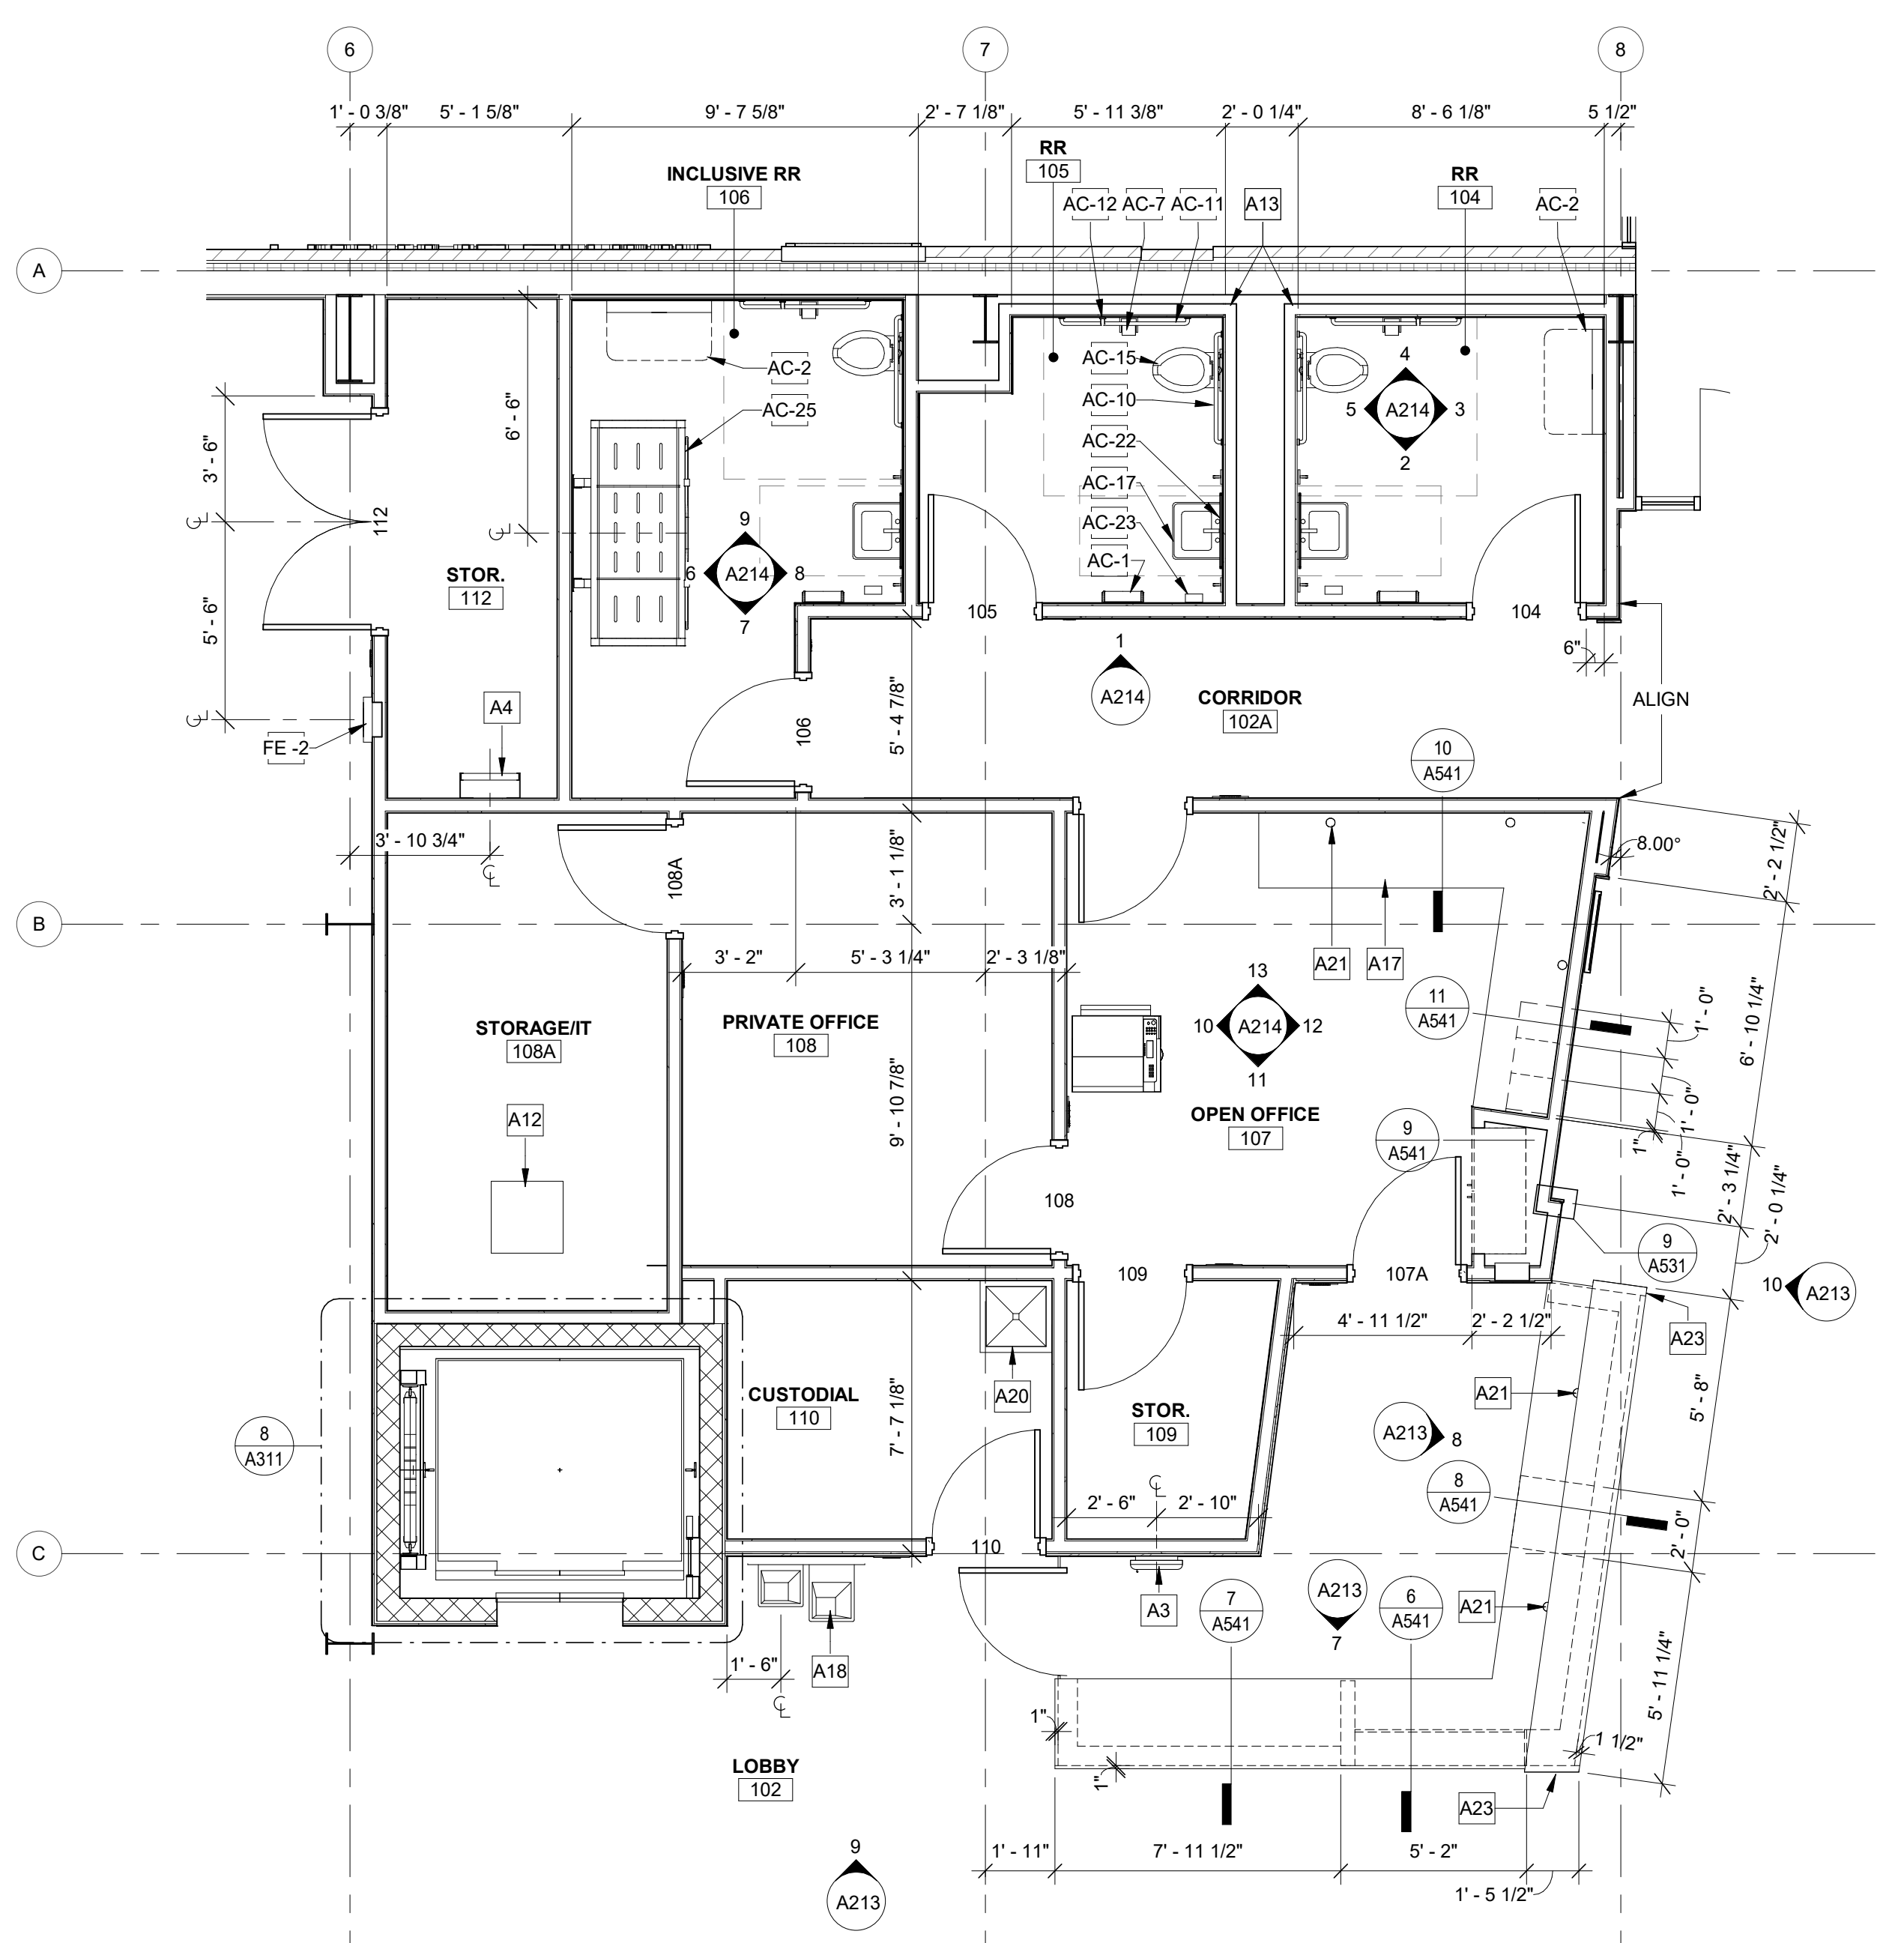 6
7
8
1' - 0 3/8"
5' - 1 5/8"
9' - 7 5/8"
2' - 7 1/8"
5' - 11 3/8"
2' - 0 1/4"
8' - 6 1/8"
5 1/2"
INCLUSIVE RR
106
RR
105
RR
104
AC-12
AC-7
AC-11
A13
AC-2
A
AC-2
AC-25
AC-15
AC-10
AC-22
AC-17
AC-23
AC-1
4
5
A214
3
2
6' - 6"
3' - 6"
5' - 6"
112
STOR.
112
9
6
A214
8
7
105
104
6"
1
A214
CORRIDOR
102A
ALIGN
A4
FE -2
106
5' - 4 7/8"
10
A541
3' - 10 3/4"
108A
3' - 1 1/8"
8.00°
2' - 2 1/2"
B
3' - 2"
5' - 3 1/4"
2' - 3 1/8"
A21
A17
STORAGE/IT
108A
PRIVATE OFFICE
108
13
10
A214
12
11
11
A541
1' - 0"
6' - 10 1/4"
OPEN OFFICE
107
9
A541
1' - 0"
1"
1' - 0"
A12
9' - 10 7/8"
108
2' - 3 1/4"
2' - 0 1/4"
9
A531
10
A213
109
107A
4' - 11 1/2"
2' - 2 1/2"
A23
CUSTODIAL
110
A20
7' - 7 1/8"
STOR.
109
A21
5' - 8"
8
A311
A213
8
8
A541
2' - 6"
2' - 10"
2' - 0"
C
110
A3
7
A541
A213
7
6
A541
A21
1' - 6"
A18
5' - 11 1/4"
1"
1"
1 1/2"
LOBBY
102
A23
9
A213
1' - 11"
7' - 11 1/2"
5' - 2"
1' - 5 1/2"